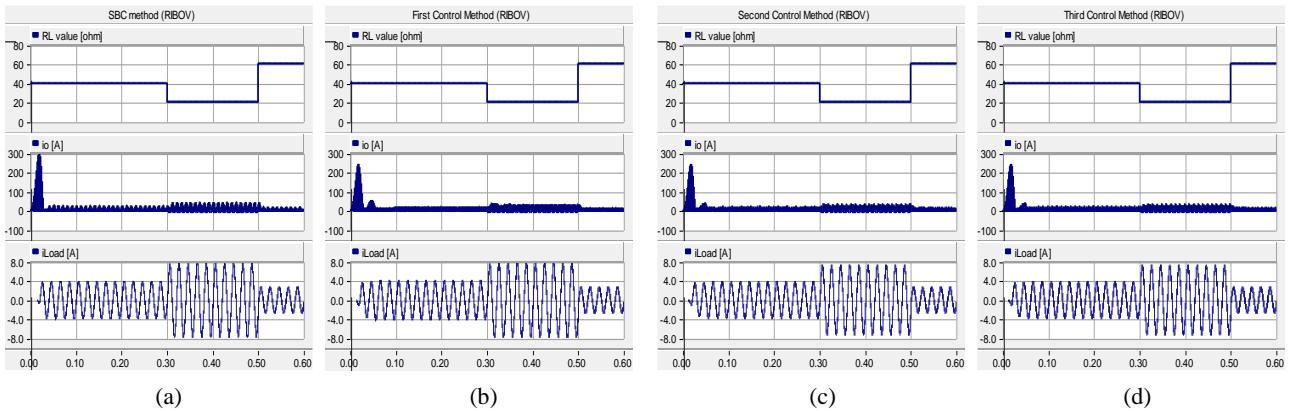 SBC method (RIBOV)
RL value [ohm]
80
60
40
20
0
io [A]
300
200
100
0
-100
iLoad [A]
8.0
4.0
0.0
-4.0
-8.0
0.00 0.10 0.20 0.30 0.40 0.50 0.60
(a)
First Control Method (RIBOV)
RL value [ohm]
80
60
40
20
0
io [A]
300
200
100
0
-100
iLoad [A]
8.0
4.0
0.0
-4.0
-8.0
0.00 0.10 0.20 0.30 0.40 0.50 0.60
(b)
Second Control Method (RIBOV)
RL value [ohm]
80
60
40
20
0
io [A]
300
200
100
0
-100
iLoad [A]
8.0
4.0
0.0
-4.0
-8.0
0.00 0.10 0.20 0.30 0.40 0.50 0.60
(c)
Third Control Method (RIBOV)
RL value [ohm]
80
60
40
20
0
io [A]
300
200
100
0
-100
iLoad [A]
8.0
4.0
0.0
-4.0
-8.0
0.00 0.10 0.20 0.30 0.40 0.50 0.60
(d)